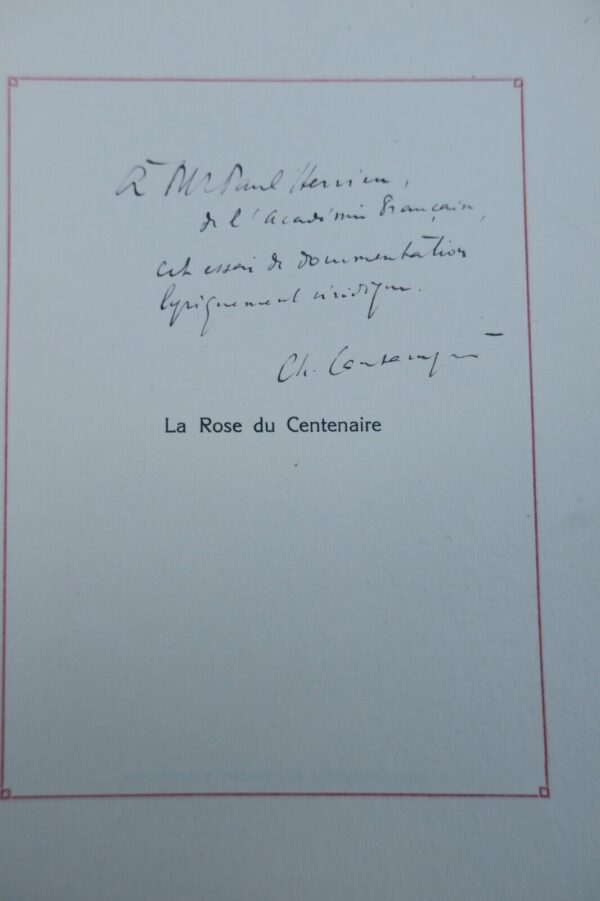 À Mr Paul Hervieu,
de l'Académie Française,
cet essai de documentation
lyriquement véridique.
Ch.
La Rose du Centenaire